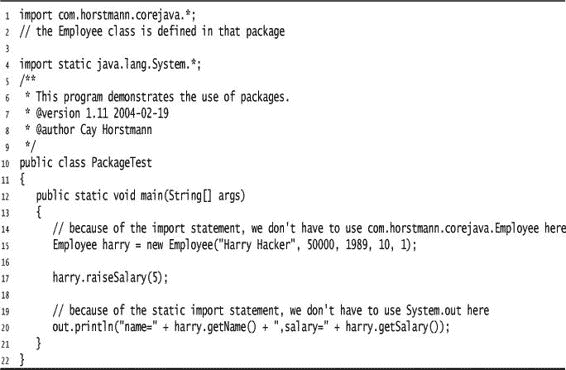 1 import com.horstmann.corejava.*;
2 // the Employee class is defined in that package
3
4 import static java.lang.System.*;
5 /**
6  * This program demonstrates the use of packages.
7  * @version 1.11 2004-02-19
8  * @author Cay Horstmann
9  */
10 public class PackageTest
11 {
12    public static void main(String[] args)
13    {
14       // because of the import statement, we don't have to use com.horstmann.corejava.Employee here
15       Employee harry = new Employee("Harry Hacker", 50000, 1989, 10, 1);
16
17       harry.raiseSalary(5);
18
19       // because of the static import statement, we don't have to use System.out here
20       out.println("name=" + harry.getName() + ",salary=" + harry.getSalary());
21    }
22 }